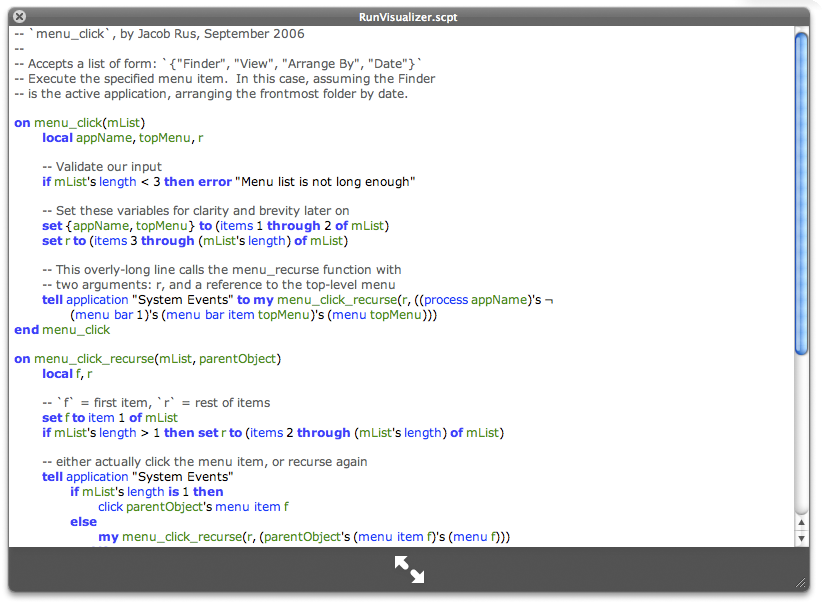 RunVisualizer.scpt
-- `menu_click`, by Jacob Rus, September 2006
--
-- Accepts a list of form: `{"Finder", "View", "Arrange By", "Date"}`
-- Execute the specified menu item.  In this case, assuming the Finder
-- is the active application, arranging the frontmost folder by date.

on menu_click(mList)
	local appName, topMenu, r

	-- Validate our input
	if mList's length < 3 then error "Menu list is not long enough"

	-- Set these variables for clarity and brevity later on
	set {appName, topMenu} to (items 1 through 2 of mList)
	set r to (items 3 through (mList's length) of mList)

	-- This overly-long line calls the menu_recurse function with
	-- two arguments: r, and a reference to the top-level menu
	tell application "System Events" to my menu_click_recurse(r, ((process appName)'s ¬
		(menu bar 1)'s (menu bar item topMenu)'s (menu topMenu)))
end menu_click

on menu_click_recurse(mList, parentObject)
	local f, r

	-- `f` = first item, `r` = rest of items
	set f to item 1 of mList
	if mList's length > 1 then set r to (items 2 through (mList's length) of mList)

	-- either actually click the menu item, or recurse again
	tell application "System Events"
		if mList's length is 1 then
			click parentObject's menu item f
		else
			my menu_click_recurse(r, (parentObject's (menu item f)'s (menu f)))